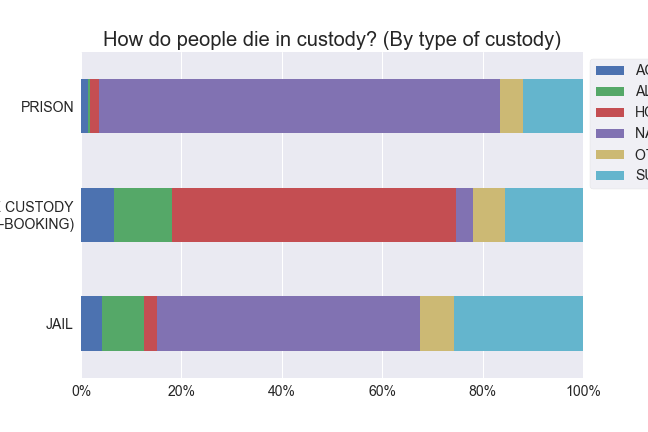 How do people die in custody? (By type of custody)
PRISON
CUSTODY
-BOOKING)
JAIL
0% 20% 40% 60% 80% 100%
AC
AL
HO
NA
OT
SU